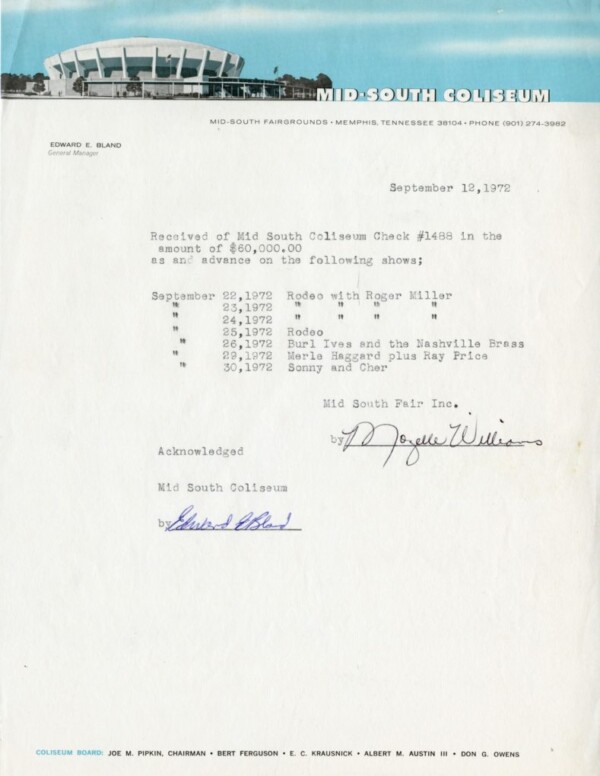 MID-SOUTH COLISEUM
MID-SOUTH FAIRGROUNDS • MEMPHIS, TENNESSEE 38104 • PHONE (901) 274-3982
EDWARD E. BLAND
General Manager
September 12,1972
Received of Mid South Coliseum Check #1488 in the
amount of $60,000.00
as and advance on the following shows;
September 22,1972 Rodeo with Roger Miller
" 23,1972 " " " "
" 24,1972 " " " "
" 25,1972 Rodeo
" 26,1972 Burl Ives and the Nashville Brass
" 29,1972 Merle Haggard plus Ray Price
" 30,1972 Sonny and Cher
Mid South Fair Inc.
by Mozelle Williams
Acknowledged
Mid South Coliseum
by Edward E Bland
COLISEUM BOARD: JOE M. PIPKIN, CHAIRMAN • BERT FERGUSON • E. C. KRAUSNICK • ALBERT M. AUSTIN III • DON G. OWENS